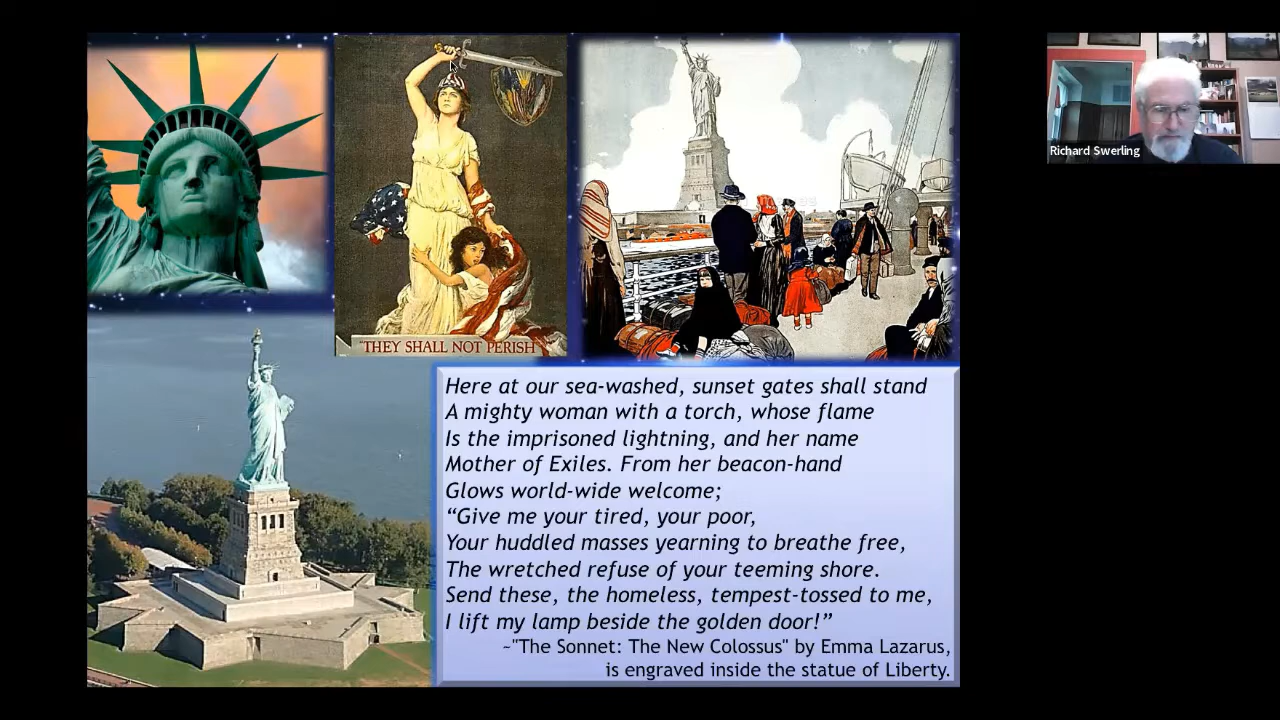 Richard Swerling
"THEY SHALL NOT PERISH"
Here at our sea-washed, sunset gates shall stand
A mighty woman with a torch, whose flame
Is the imprisoned lightning, and her name
Mother of Exiles. From her beacon-hand
Glows world-wide welcome;
“Give me your tired, your poor,
Your huddled masses yearning to breathe free,
The wretched refuse of your teeming shore.
Send these, the homeless, tempest-tossed to me,
I lift my lamp beside the golden door!”
~"The Sonnet: The New Colossus" by Emma Lazarus,
is engraved inside the statue of Liberty.